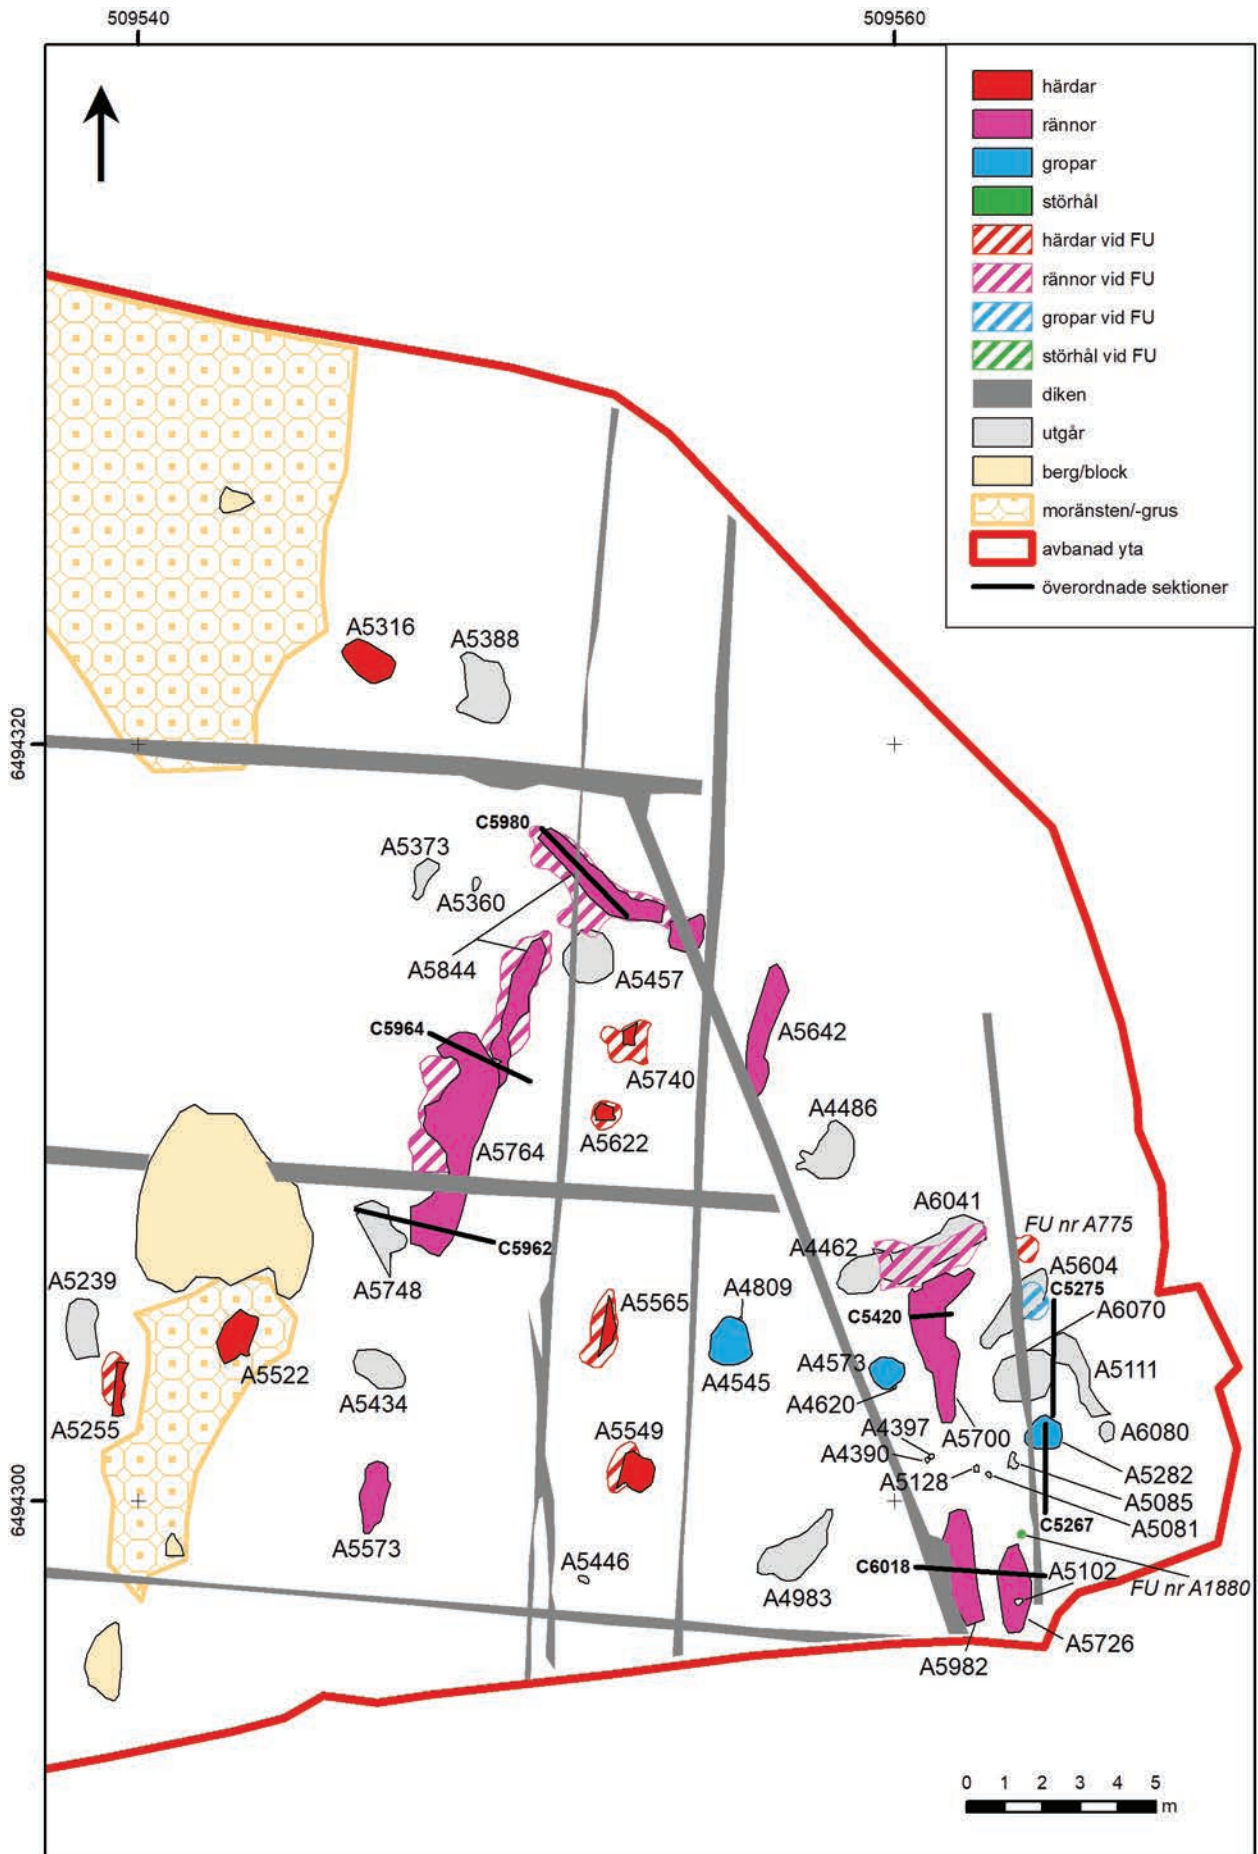 509540
509560
härdar
rännor
gropar
störhål
härdar vid FU
rännor vid FU
gropar vid FU
störhål vid FU
diken
utgår
berg/block
moränsten/-grus
avbanad yta
överordnade sektioner
A5316
A5388
6494320
C5980
A5373
A5360
A5844
A5457
C5964
A5642
A5740
A4486
A5622
A5764
A6041
FU nr A775
A4462
C5962
A5604
A5239
A5748
C5275
A5565
A4809
A6070
C5420
A4573
A5111
A5522
A4545
A5434
A4620
A5255
A4397
A5549
A5700
A6080
A4390
A5282
A5128
A5085
6494300
C5267
A5081
A5573
A5446
C6018
A5102
A4983
FU nr A1880
A5726
A5982
0 1 2 3 4 5
m